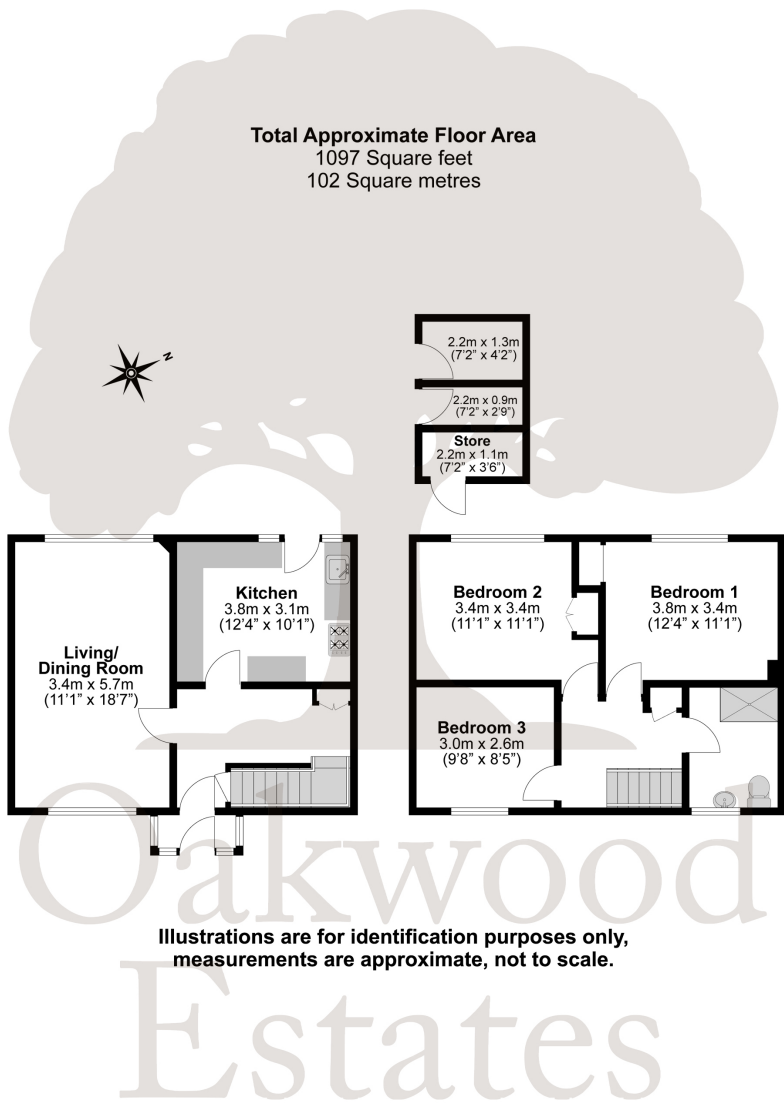 Total Approximate Floor Area
1097 Square feet
102 Square metres
N
2.2m x 1.3m
(7'2” x 4'2”)
2.2m x 0.9m
(7'2” x 2'9”)
Store
2.2m x 1.1m
(7'2” x 3'6”)
Kitchen
3.8m x 3.1m
(12'4” x 10'1”)
Living/
Dining Room
3.4m x 5.7m
(11'1” x 18'7”)
Bedroom 2
3.4m x 3.4m
(11'1” x 11'1”)
Bedroom 1
3.8m x 3.4m
(12'4” x 11'1”)
Bedroom 3
3.0m x 2.6m
(9'8” x 8'5”)
Oakwood
Illustrations are for identification purposes only,
measurements are approximate, not to scale.
Estates